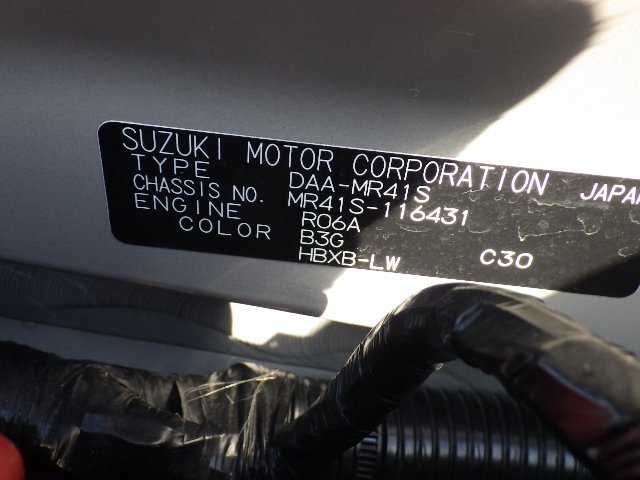 SUZUKI MOTOR CORPORATION JAPAN
TYPE DAA-MR41S
CHASSIS NO. MR41S-116431
ENGINE R06A
COLOR B3G
HBXB-LW C30